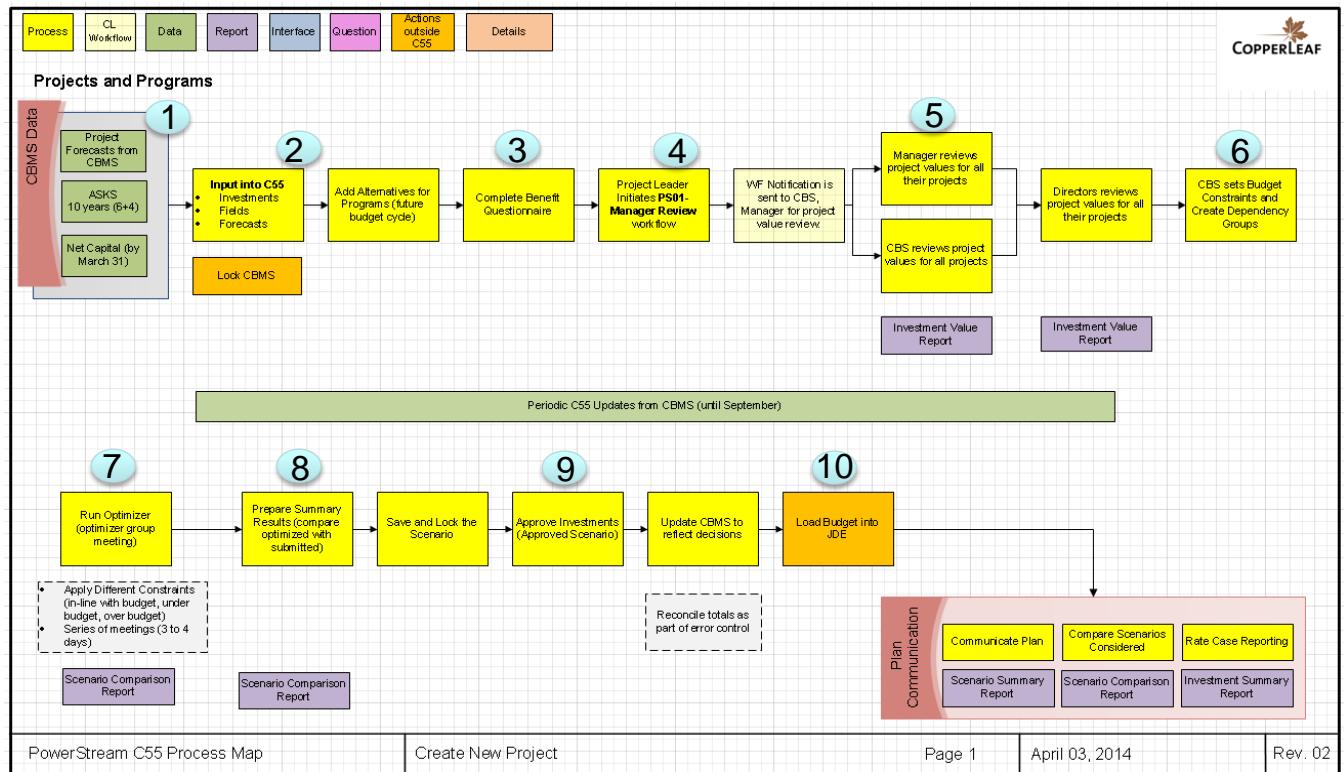 Process
CL
Workflow
Data
Report
Interface
Question
Actions
outside
C55
Details
COPPERLEAF
Projects and Programs
CBMS Data
1
Project
Forecasts from
CBMS
ASKS
10 years (6+4)
Net Capital (by
March 31)
2
Input into C55
• Investments
• Fields
• Forecasts
Lock CBMS
Add Alternatives for
Programs (future
budget cycle)
3
Complete Benefit
Questionnaire
4
Project Leader
Initiates PS01-
Manager Review
workflow
WF Notification is
sent to CBS,
Manager for project
value review.
5
Manager reviews
project values for all
their projects
CBS reviews project
values for all projects
Investment Value
Report
Directors reviews
project values for all
their projects
Investment Value
Report
6
CBS sets Budget
Constraints and
Create Dependency
Groups
Periodic C55 Updates from CBMS (until September)
7
Run Optimizer
(optimizer group
meeting)
• Apply Different Constraints
(in-line with budget, under
budget, over budget)
• Series of meetings (3 to 4
days)
Scenario Comparison
Report
8
Prepare Summary
Results (compare
optimized with
submitted)
Scenario Comparison
Report
Save and Lock the
Scenario
9
Approve Investments
(Approved Scenario)
Update CBMS to
reflect decisions
Reconcile totals as
part of error control
10
Load Budget into
JDE
Plan
Communication
Communicate Plan
Compare Scenarios
Considered
Rate Case Reporting
Scenario Summary
Report
Scenario Comparison
Report
Investment Summary
Report
PowerStream C55 Process Map
Create New Project
Page 1
April 03, 2014
Rev. 02